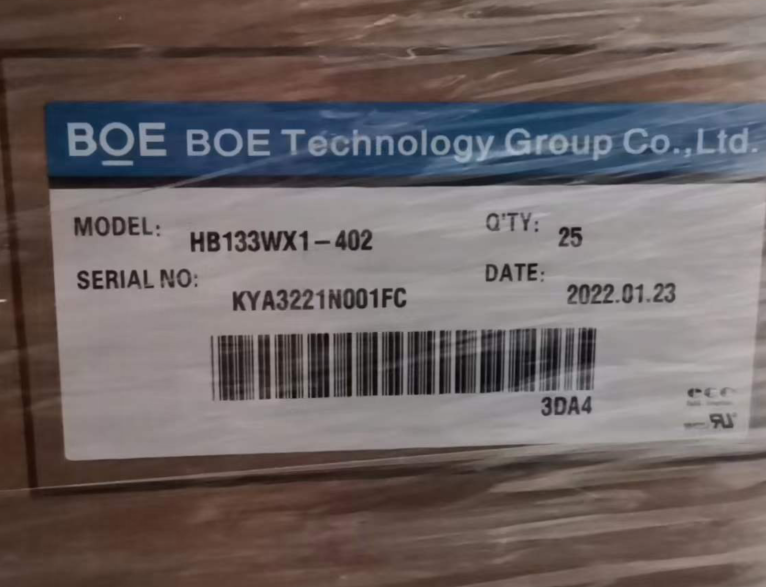 BOE BOE Technology Group Co.,Ltd.
MODEL: HB133WX1-402 Q'TY: 25
SERIAL NO: KYA3221N001FC DATE: 2022.01.23
3DA4